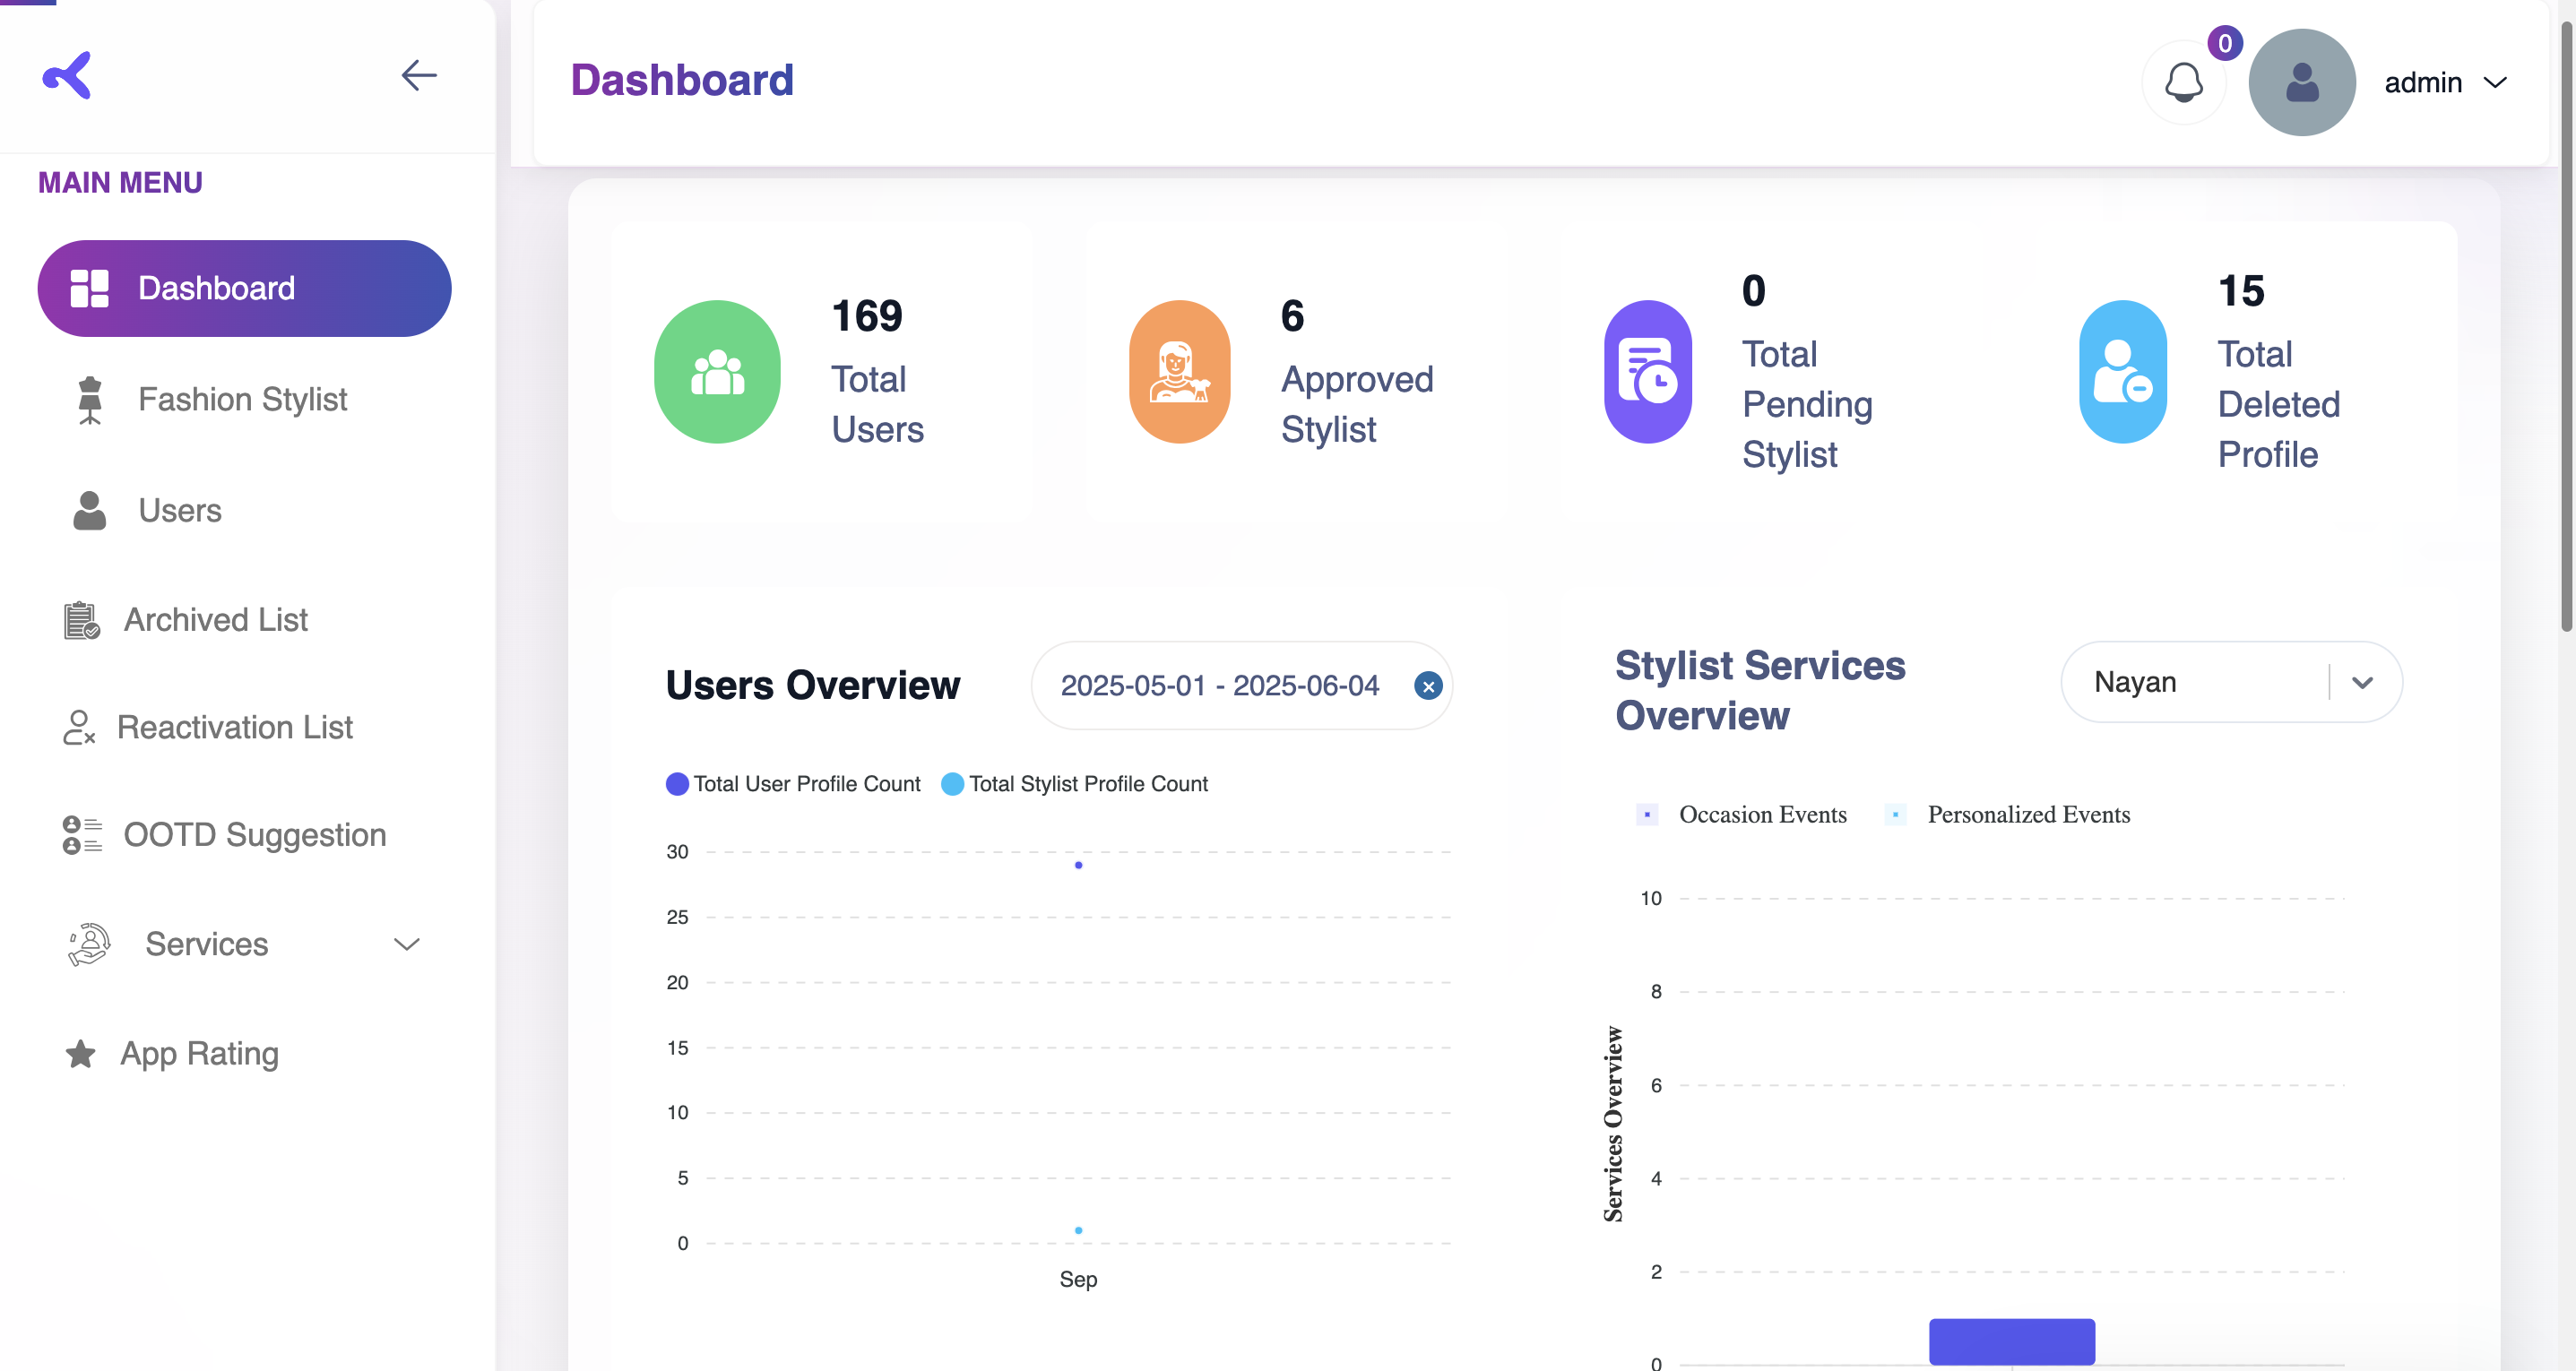 MAIN MENU
Dashboard
Fashion Stylist
Users
Archived List
Reactivation List
OOTD Suggestion
Services
App Rating
Dashboard
0
admin
169
Total
Users
6
Approved
Stylist
0
Total
Pending
Stylist
15
Total
Deleted
Profile
Users Overview
2025-05-01 - 2025-06-04
Total User Profile Count
Total Stylist Profile Count
30
25
20
15
10
5
0
Sep
Stylist Services
Overview
Nayan
Occasion Events
Personalized Events
Services Overview
10
8
6
4
2
0